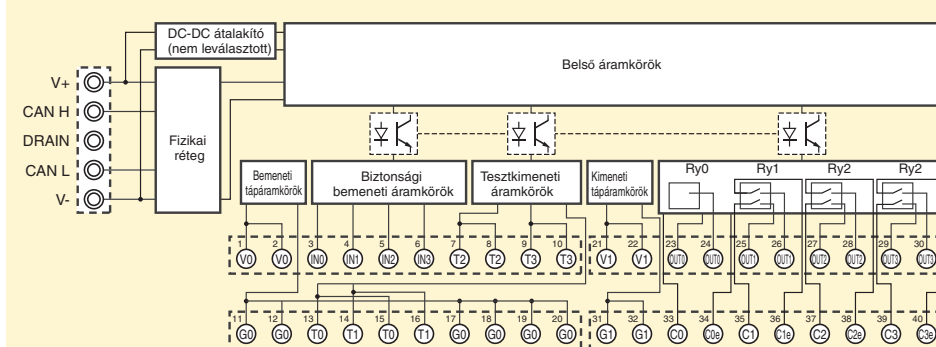 DC-DC átalakító
(nem leválasztott)
Belső áramkörök
V+
CAN H
DRAIN
CAN L
V-
Fizikai
réteg
Bemeneti
tápáramkörök
Biztonsági
bemeneti áramkörök
Tesztkimeneti
áramkörök
Kimeneti
tápáramkörök
Ry0 Ry1 Ry2 Ry2
1 2 3 4 5 6 7 8 9 10 21 22 23 24 25 26 27 28 29 30
V0 V0 IN0 IN1 IN2 IN3 T2 T2 T3 T3 V1 V1 OUT0 OUT0 OUT1 OUT1 OUT2 OUT2 OUT3 OUT3
11 12 13 14 15 16 17 18 19 20 31 32 33 34 35 36 37 38 39 40
G0 G0 T0 T1 T0 T1 G0 G0 G0 G0 G1 G1 C0 C0e C1 C1e C2 C2e C3 C3e